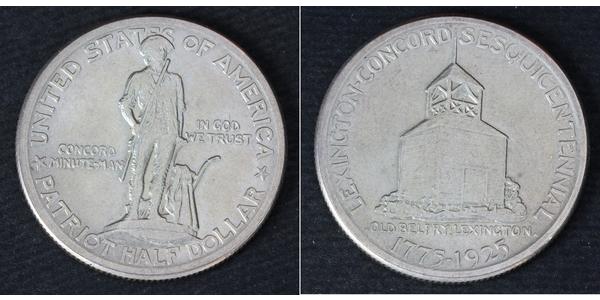 UNITED STATES OF AMERICA
CONCORD
MINUTE-MAN
IN GOD
WE TRUST
PATRIOT HALF DOLLAR
LEXINGTON-CONCORD SESQUICENTENNIAL
OLD BELFRY, LEXINGTON
1775-1925